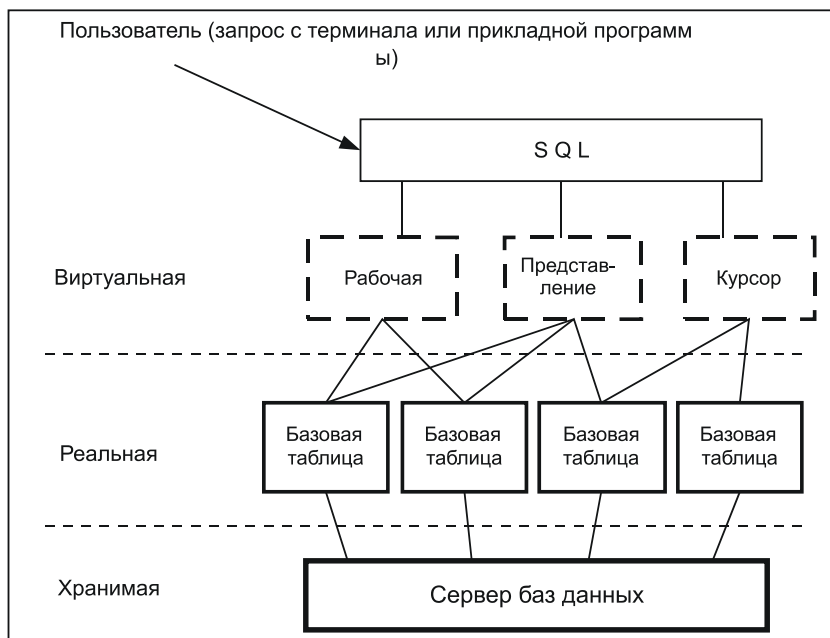 Пользователь (запрос с терминала или прикладной программ
ы)
S Q L
Виртуальная
Рабочая
Представ-
ление
Курсор
Реальная
Базовая
таблица
Базовая
таблица
Базовая
таблица
Базовая
таблица
Хранимая
Сервер баз данных